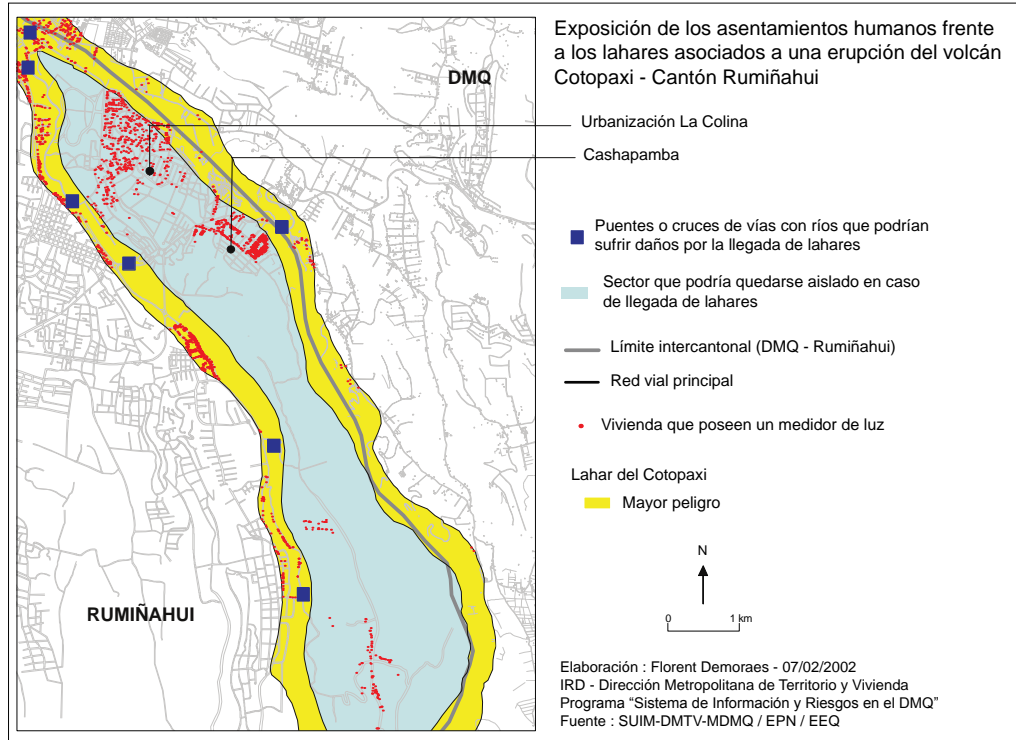 Exposición de los asentamientos humanos frente
a los lahares asociados a una erupción del volcán
Cotopaxi - Cantón Rumiñahui
DMQ
Urbanización La Colina
Cashapamba
Puentes o cruces de vías con ríos que podrían
sufrir daños por la llegada de lahares
Sector que podría quedarse aislado en caso
de llegada de lahares
Límite intercantonal (DMQ - Rumiñahui)
Red vial principal
Vivienda que poseen un medidor de luz
Lahar del Cotopaxi
Mayor peligro
N
0 1 km
RUMIÑAHUI
Elaboración : Florent Demoraes - 07/02/2002
IRD - Dirección Metropolitana de Territorio y Vivienda
Programa “Sistema de Información y Riesgos en el DMQ”
Fuente : SUIM-DMTV-MDMQ / EPN / EEQ